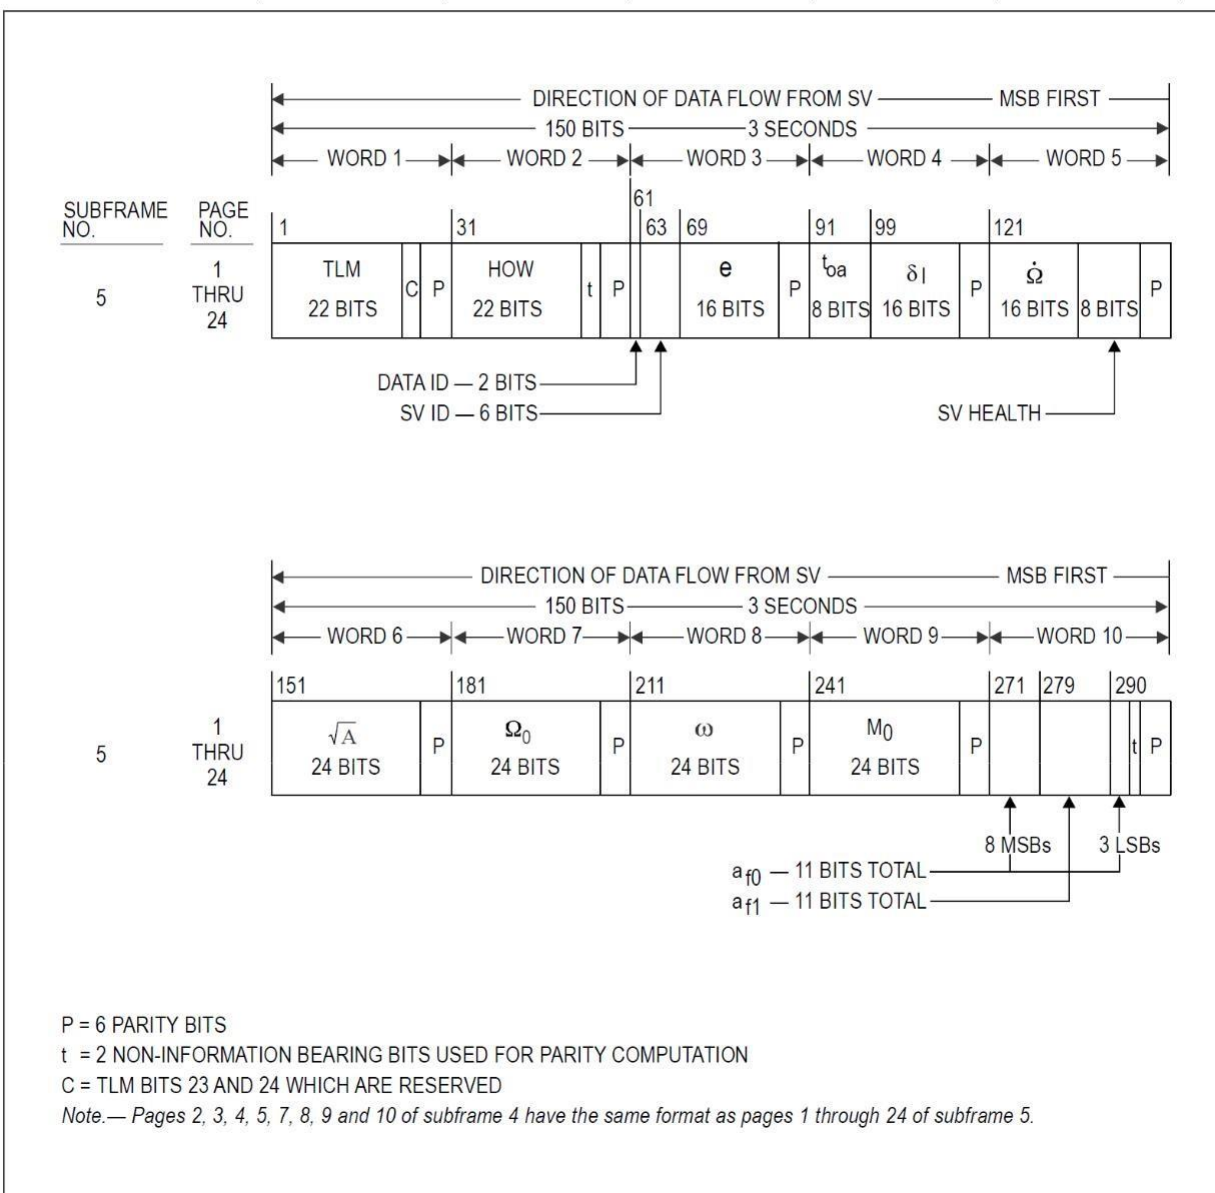 DIRECTION OF DATA FLOW FROM SV MSB FIRST
150 BITS 3 SECONDS
WORD 1 WORD 2 WORD 3 WORD 4 WORD 5
SUBFRAME NO. PAGE NO. 1 31 61 63 69 91 99 121
5 1 THRU 24 TLM 22 BITS C P HOW 22 BITS t P e 16 BITS P toa 8 BITS δI 16 BITS P Ω̇ 16 BITS 8 BITS P
DATA ID — 2 BITS
SV ID — 6 BITS SV HEALTH
DIRECTION OF DATA FLOW FROM SV MSB FIRST
150 BITS 3 SECONDS
WORD 6 WORD 7 WORD 8 WORD 9 WORD 10
151 181 211 241 271 279 290
5 1 THRU 24 √A 24 BITS P Ω0 24 BITS P ω 24 BITS P M0 24 BITS P t P
8 MSBs 3 LSBs
af0 — 11 BITS TOTAL
af1 — 11 BITS TOTAL
P = 6 PARITY BITS
t = 2 NON-INFORMATION BEARING BITS USED FOR PARITY COMPUTATION
C = TLM BITS 23 AND 24 WHICH ARE RESERVED
Note.— Pages 2, 3, 4, 5, 7, 8, 9 and 10 of subframe 4 have the same format as pages 1 through 24 of subframe 5.